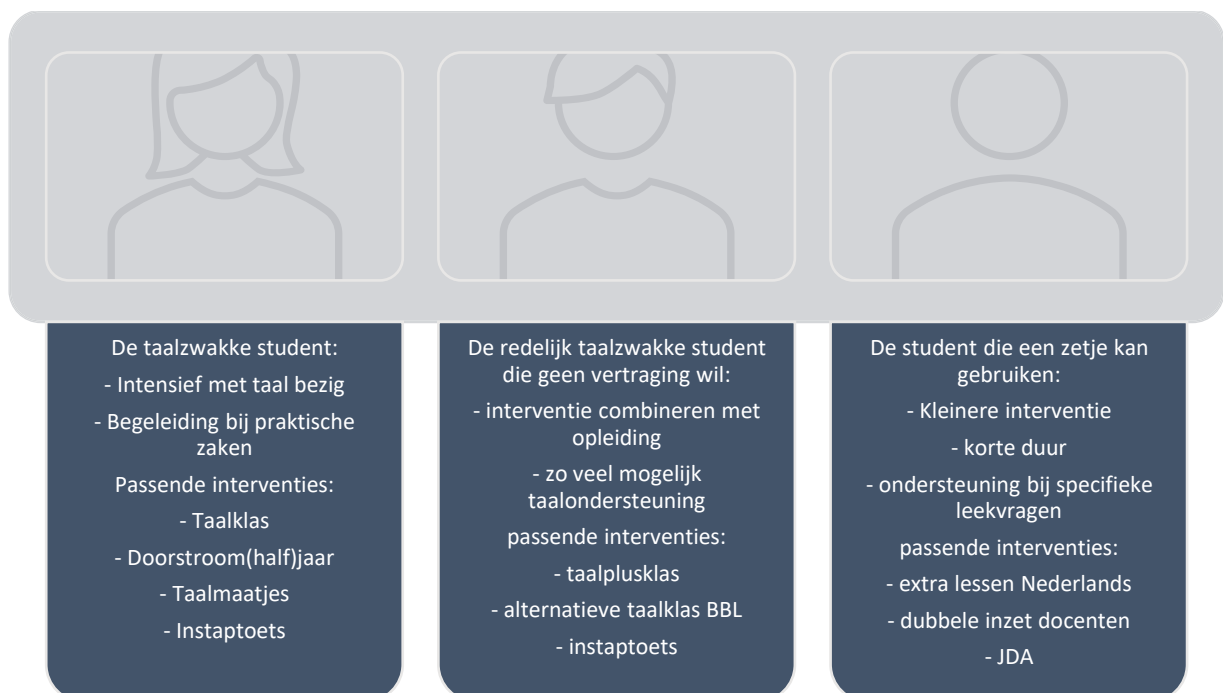 De taalzwakke student:
- Intensief met taal bezig
- Begeleiding bij praktische
zaken
Passende interventies:
- Taalklas
- Doorstroom(half)jaar
- Taalmaatjes
- Instaptoets
De redelijk taalzwakke student
die geen vertraging wil:
- interventie combineren met
opleiding
- zo veel mogelijk
taalondersteuning
passende interventies:
- taalplusklas
- alternatieve taalklas BBL
- instaptoets
De student die een zetje kan
gebruiken:
- Kleinere interventie
- korte duur
- ondersteuning bij specifieke
leekvragen
passende interventies:
- extra lessen Nederlands
- dubbele inzet docenten
- JDA